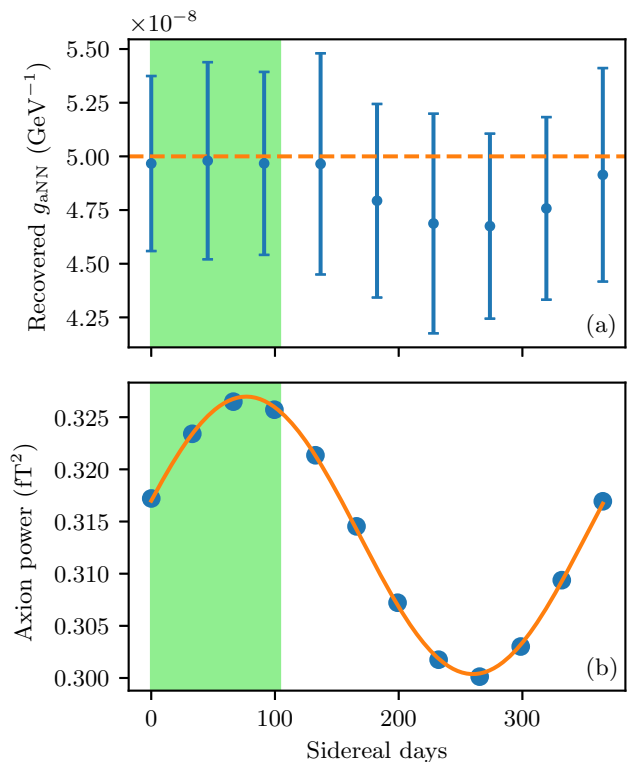 ×10⁻⁸
5.50
5.25
5.00
4.75
4.50
4.25
Recovered gₐNN (GeV⁻¹)
(a)
0.325
0.320
0.315
0.310
0.305
0.300
Axion power (fT²)
(b)
0 100 200 300
Sidereal days